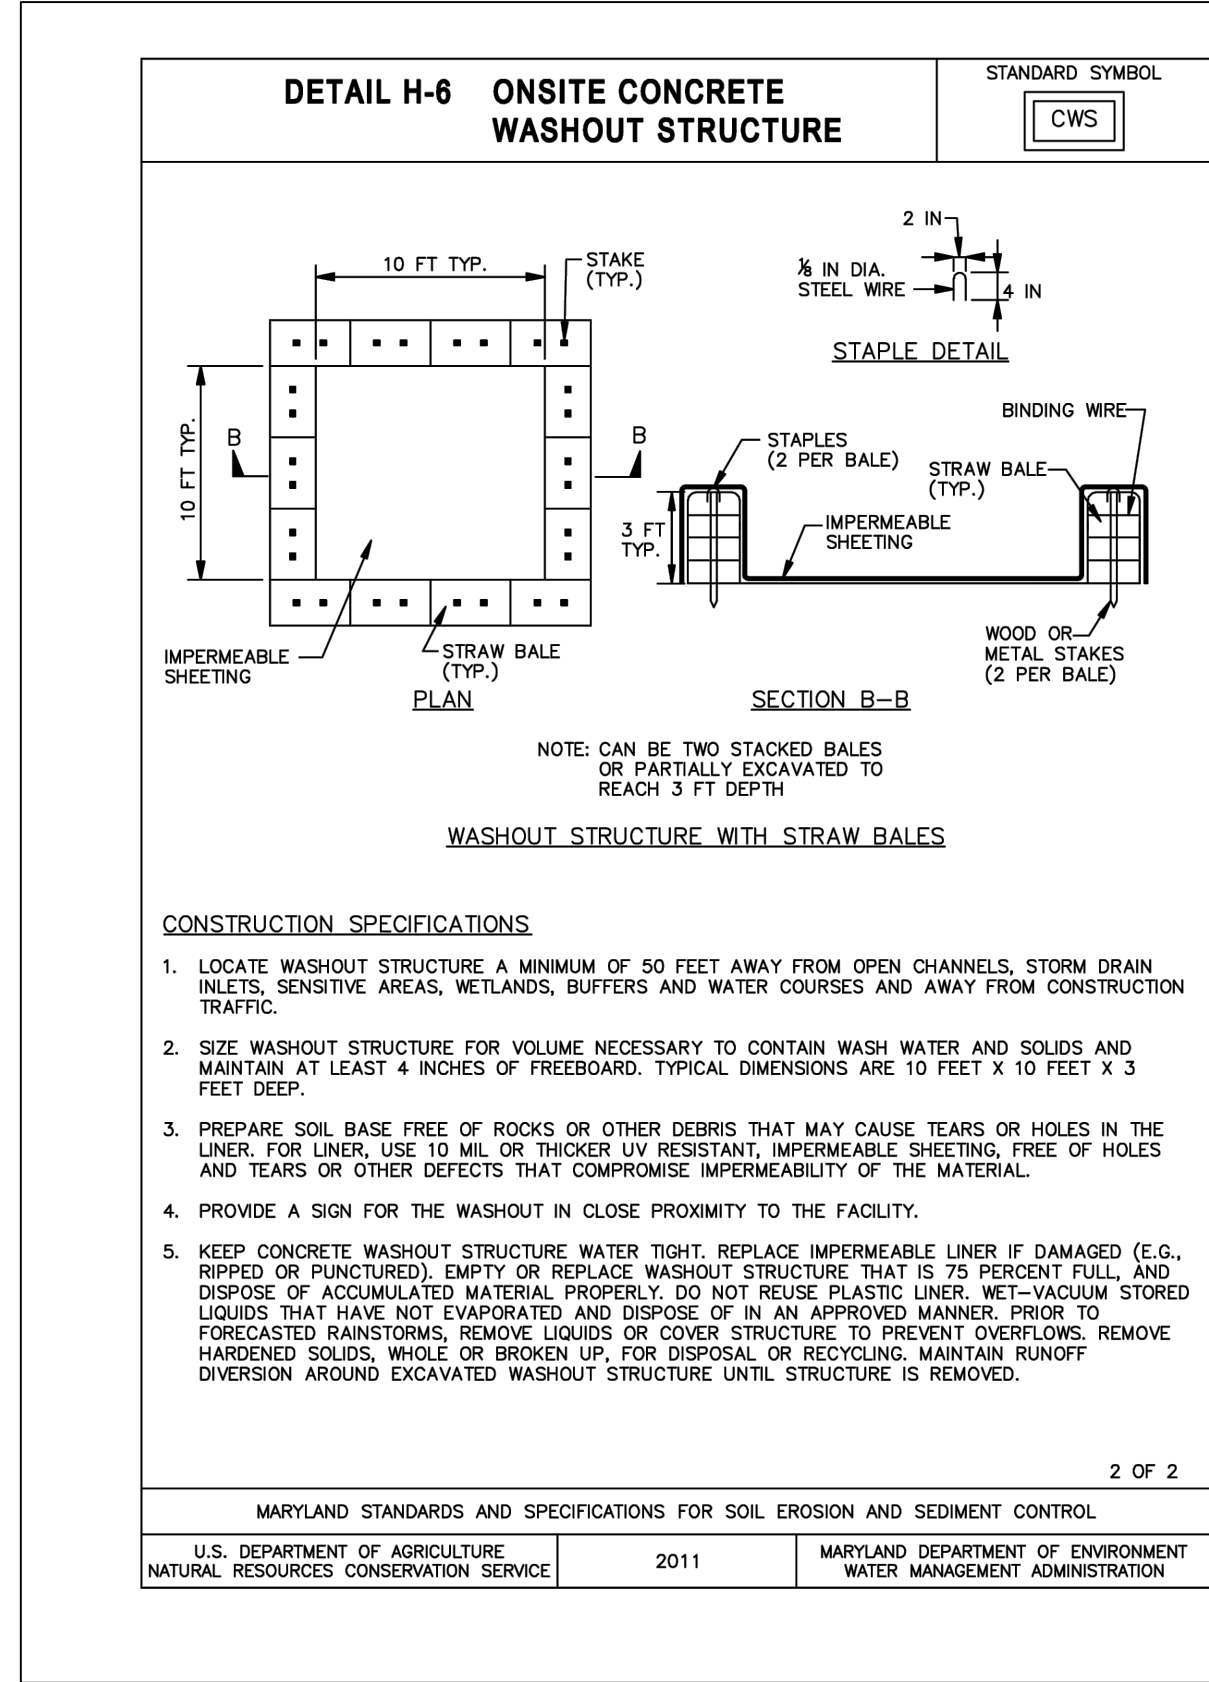 DETAIL H-6 ONSITE CONCRETE
WASHOUT STRUCTURE
STANDARD SYMBOL
CWS
2 IN
⅛ IN DIA.
STEEL WIRE
4 IN
STAPLE DETAIL
10 FT TYP.
STAKE
(TYP.)
10 FT TYP.
B
B
IMPERMEABLE
SHEETING
STRAW BALE
(TYP.)
PLAN
BINDING WIRE
STAPLES
(2 PER BALE)
STRAW BALE
(TYP.)
3 FT
TYP.
IMPERMEABLE
SHEETING
WOOD OR
METAL STAKES
(2 PER BALE)
SECTION B-B
NOTE: CAN BE TWO STACKED BALES
OR PARTIALLY EXCAVATED TO
REACH 3 FT DEPTH
WASHOUT STRUCTURE WITH STRAW BALES
CONSTRUCTION SPECIFICATIONS
1. LOCATE WASHOUT STRUCTURE A MINIMUM OF 50 FEET AWAY FROM OPEN CHANNELS, STORM DRAIN
INLETS, SENSITIVE AREAS, WETLANDS, BUFFERS AND WATER COURSES AND AWAY FROM CONSTRUCTION
TRAFFIC.
2. SIZE WASHOUT STRUCTURE FOR VOLUME NECESSARY TO CONTAIN WASH WATER AND SOLIDS AND
MAINTAIN AT LEAST 4 INCHES OF FREEBOARD. TYPICAL DIMENSIONS ARE 10 FEET X 10 FEET X 3
FEET DEEP.
3. PREPARE SOIL BASE FREE OF ROCKS OR OTHER DEBRIS THAT MAY CAUSE TEARS OR HOLES IN THE
LINER. FOR LINER, USE 10 MIL OR THICKER UV RESISTANT, IMPERMEABLE SHEETING, FREE OF HOLES
AND TEARS OR OTHER DEFECTS THAT COMPROMISE IMPERMEABILITY OF THE MATERIAL.
4. PROVIDE A SIGN FOR THE WASHOUT IN CLOSE PROXIMITY TO THE FACILITY.
5. KEEP CONCRETE WASHOUT STRUCTURE WATER TIGHT. REPLACE IMPERMEABLE LINER IF DAMAGED (E.G.,
RIPPED OR PUNCTURED). EMPTY OR REPLACE WASHOUT STRUCTURE THAT IS 75 PERCENT FULL, AND
DISPOSE OF ACCUMULATED MATERIAL PROPERLY. DO NOT REUSE PLASTIC LINER. WET-VACUUM STORED
LIQUIDS THAT HAVE NOT EVAPORATED AND DISPOSE OF IN AN APPROVED MANNER. PRIOR TO
FORECASTED RAINSTORMS, REMOVE LIQUIDS OR COVER STRUCTURE TO PREVENT OVERFLOWS. REMOVE
HARDENED SOLIDS, WHOLE OR BROKEN UP, FOR DISPOSAL OR RECYCLING. MAINTAIN RUNOFF
DIVERSION AROUND EXCAVATED WASHOUT STRUCTURE UNTIL STRUCTURE IS REMOVED.
2 OF 2
MARYLAND STANDARDS AND SPECIFICATIONS FOR SOIL EROSION AND SEDIMENT CONTROL
U.S. DEPARTMENT OF AGRICULTURE
NATURAL RESOURCES CONSERVATION SERVICE
2011
MARYLAND DEPARTMENT OF ENVIRONMENT
WATER MANAGEMENT ADMINISTRATION